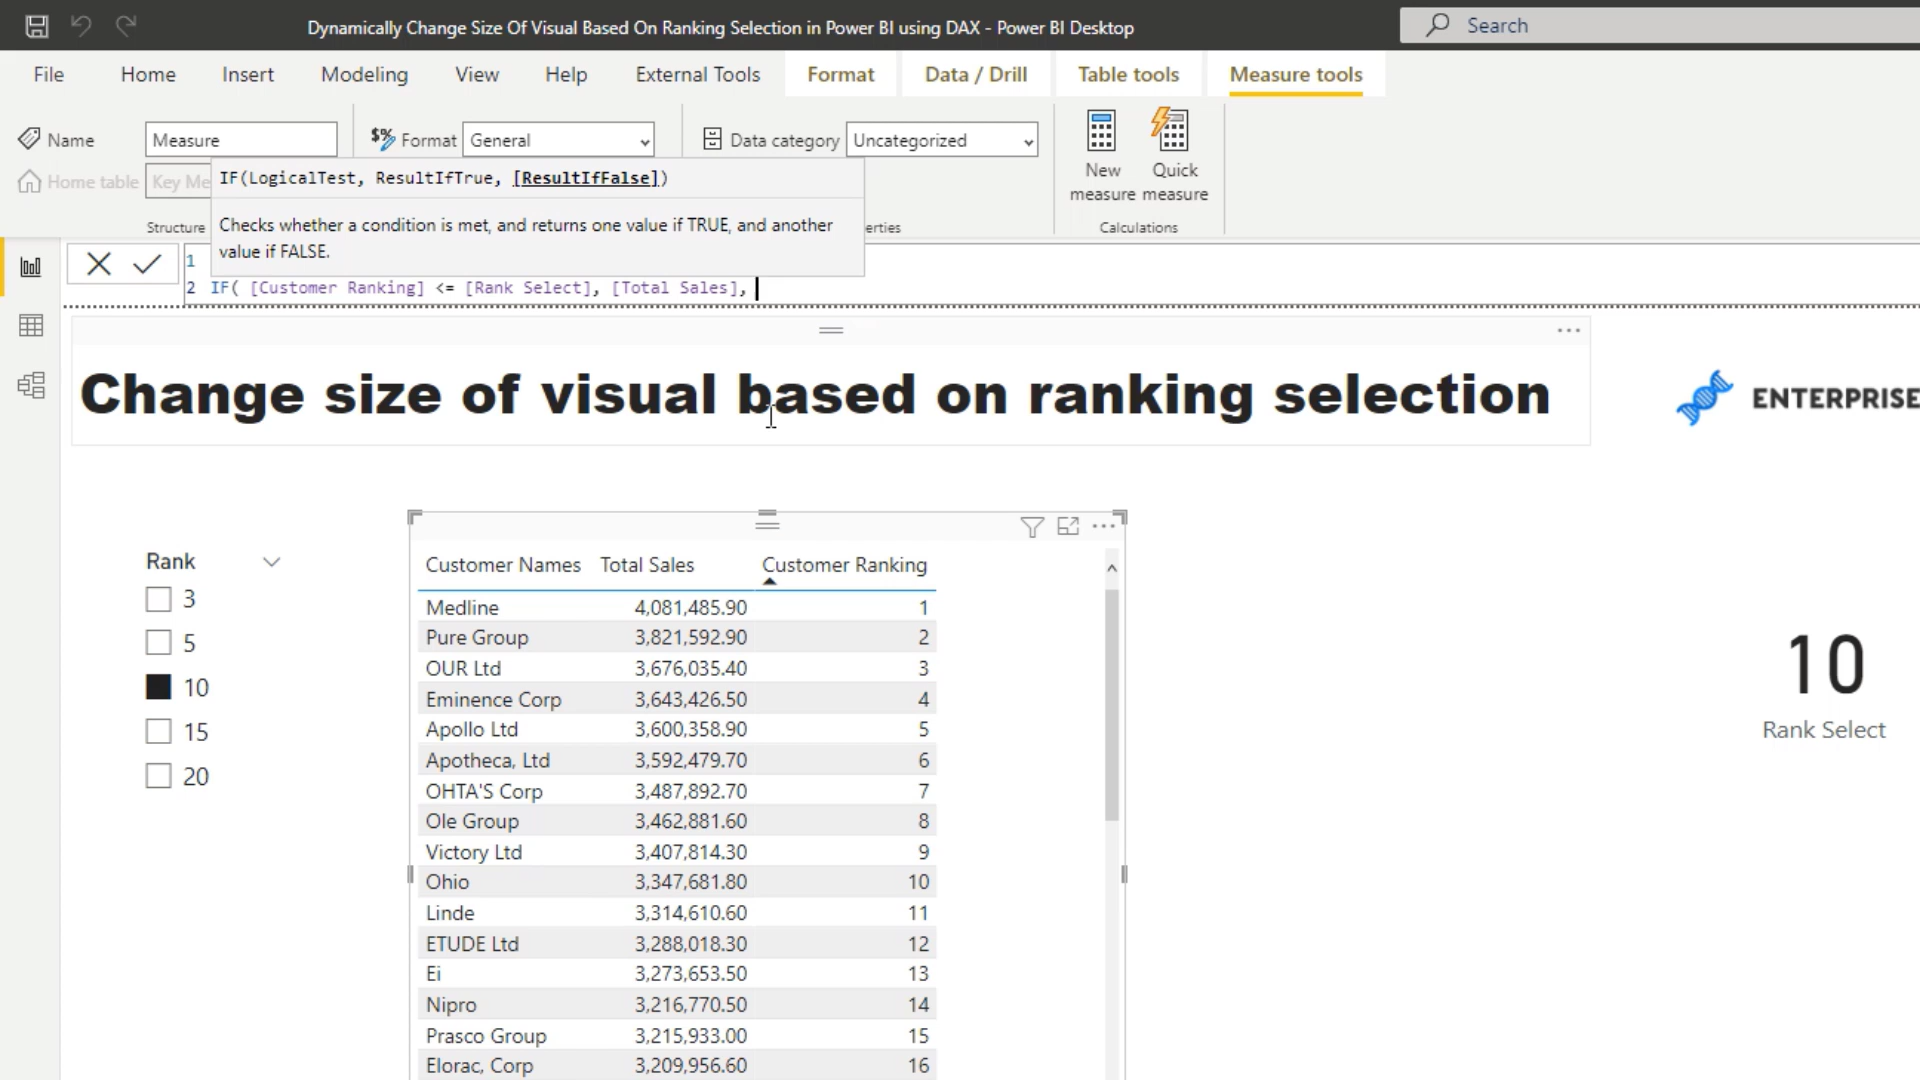 Dynamically Change Size Of Visual Based On Ranking Selection in Power BI using DAX - Power BI Desktop
Search
File Home Insert Modeling View Help External Tools Format Data / Drill Table tools Measure tools
Name Measure $% Format General Data category Uncategorized
Home table Key Me
New measure
Quick measure
Structure
erties
Calculations
IF(LogicalTest, ResultIfTrue, [ResultIfFalse])
Checks whether a condition is met, and returns one value if TRUE, and another
value if FALSE.
1
2 IF( [Customer Ranking] <= [Rank Select], [Total Sales],
Change size of visual based on ranking selection
ENTERPRISE
Rank
3
5
10
15
20
Customer Names Total Sales Customer Ranking
Medline 4,081,485.90 1
Pure Group 3,821,592.90 2
OUR Ltd 3,676,035.40 3
Eminence Corp 3,643,426.50 4
Apollo Ltd 3,600,358.90 5
Apotheca, Ltd 3,592,479.70 6
OHTA'S Corp 3,487,892.70 7
Ole Group 3,462,881.60 8
Victory Ltd 3,407,814.30 9
Ohio 3,347,681.80 10
Linde 3,314,610.60 11
ETUDE Ltd 3,288,018.30 12
Ei 3,273,653.50 13
Nipro 3,216,770.50 14
Prasco Group 3,215,933.00 15
Elorac, Corp 3,209,956.60 16
10
Rank Select